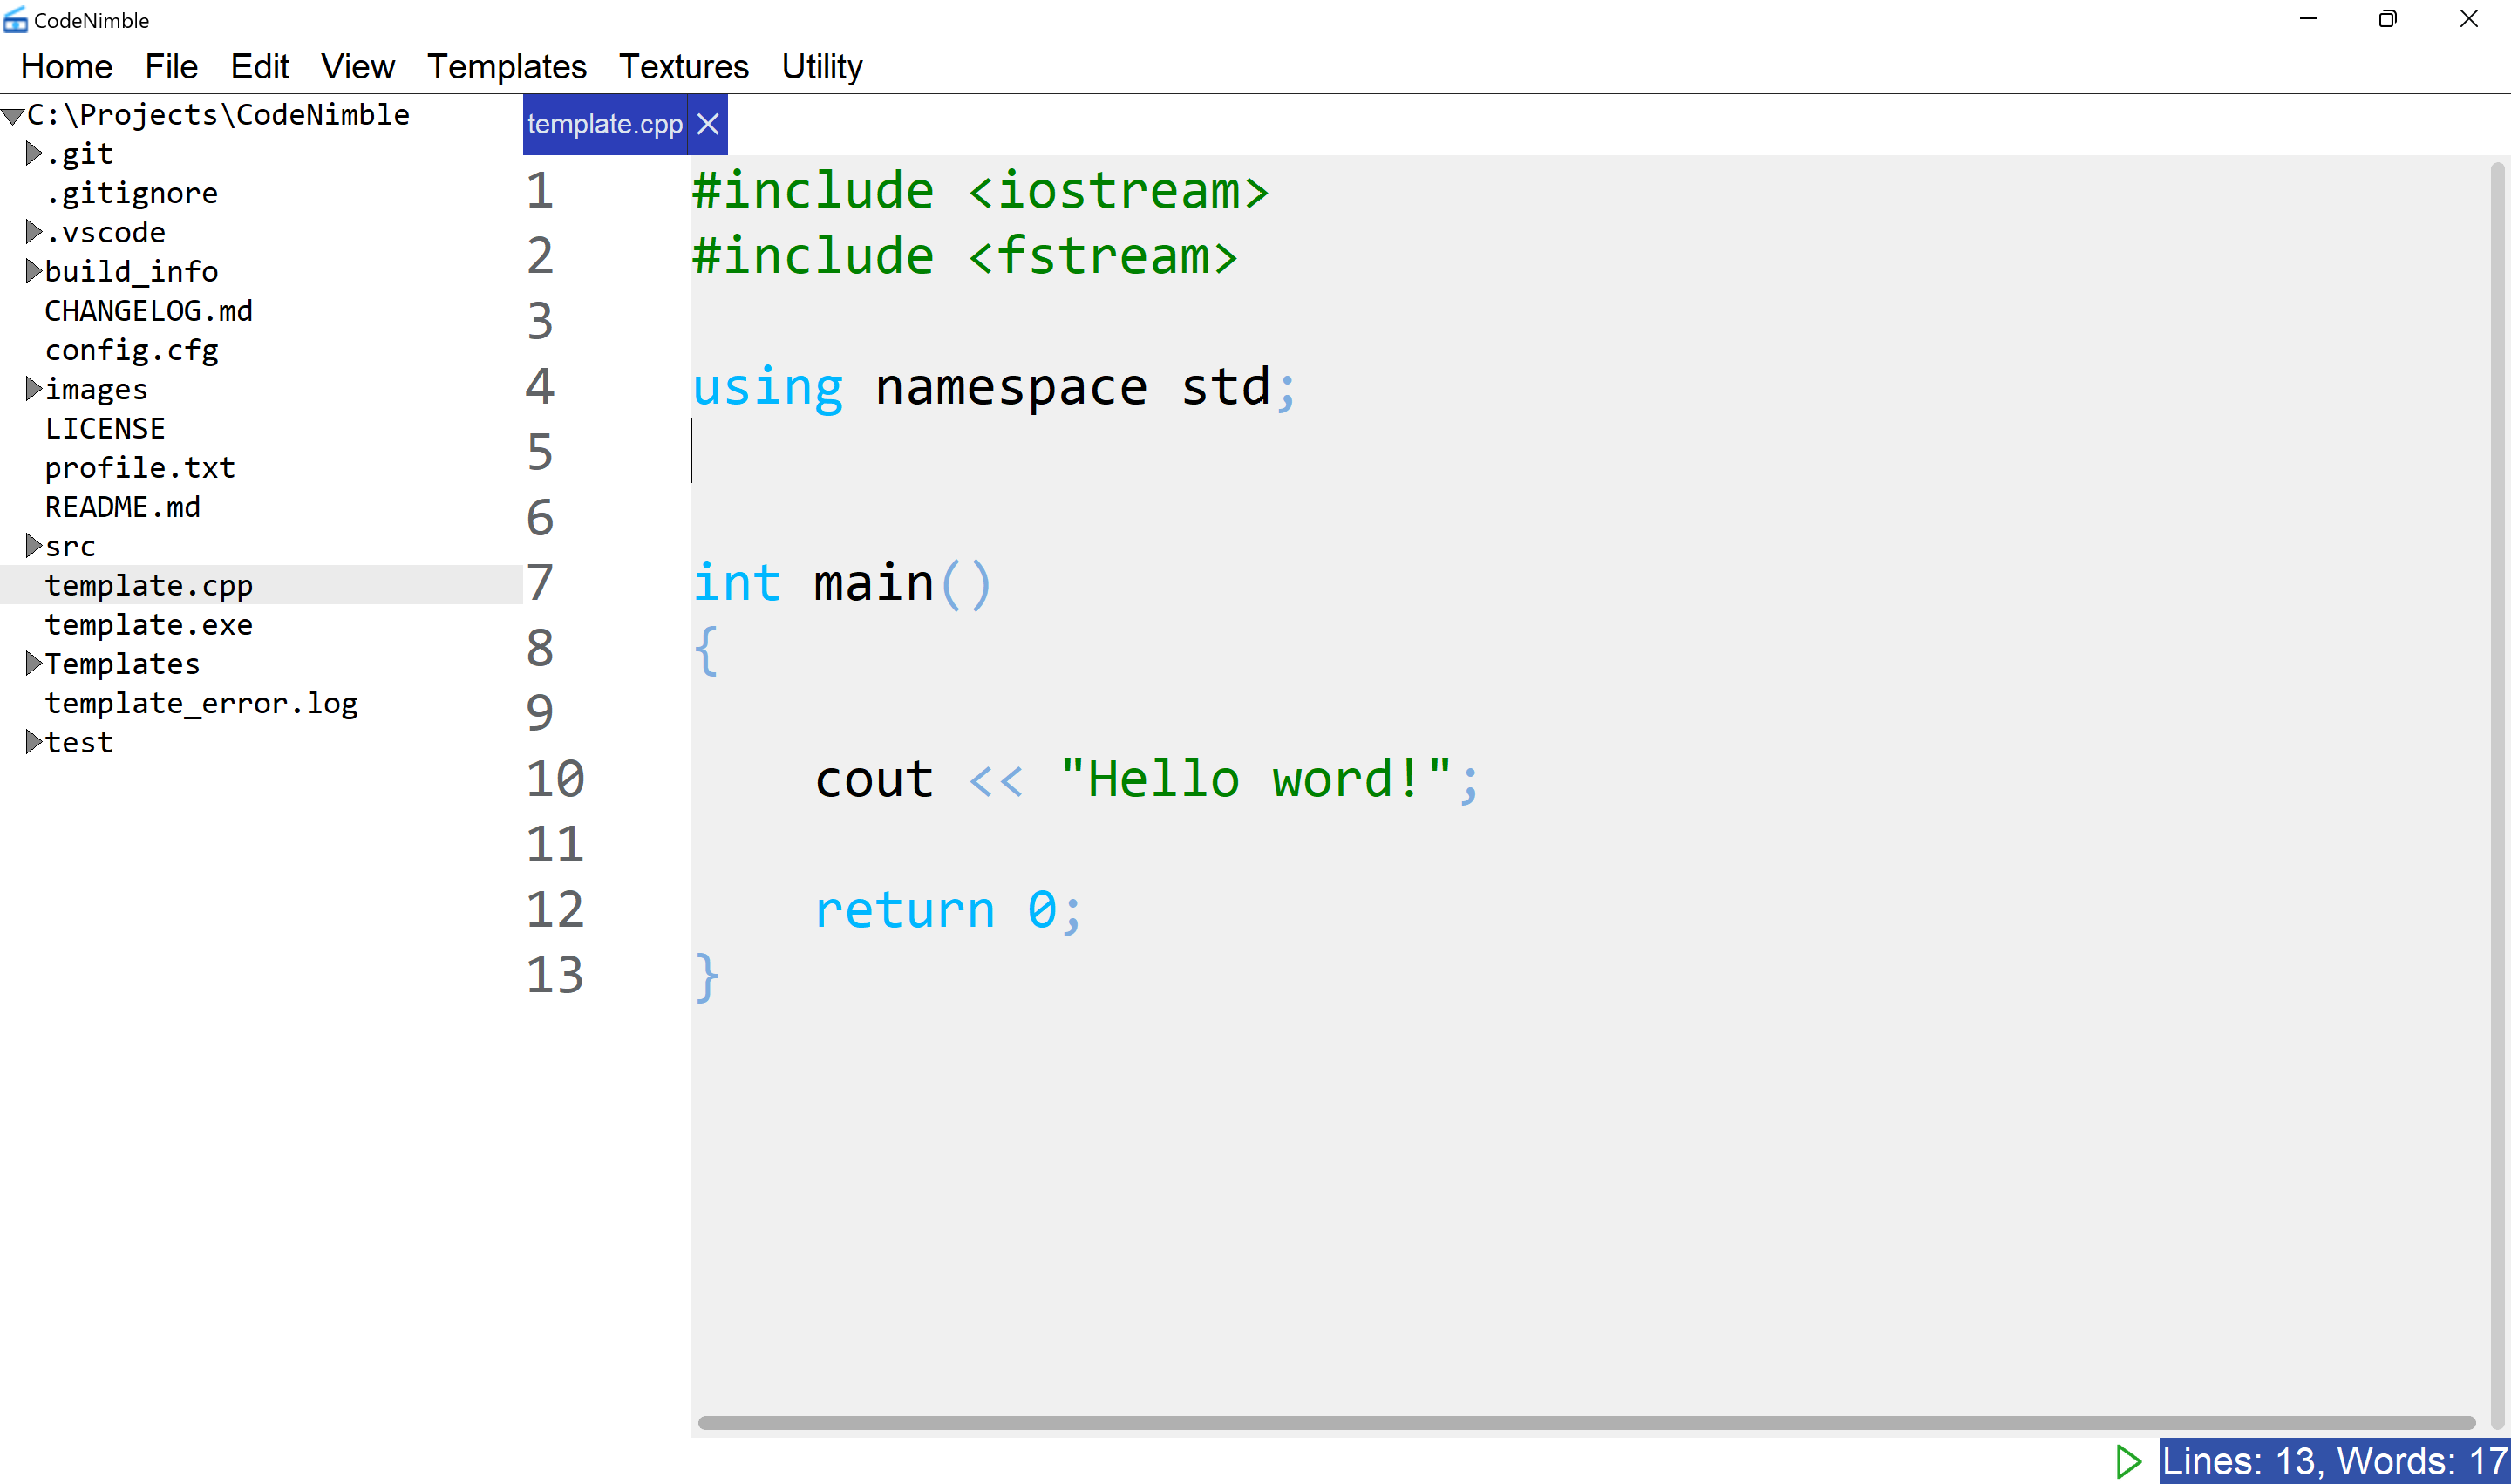 CodeNimble
Home File Edit View Templates Textures Utility
C:\Projects\CodeNimble
.git
.gitignore
.vscode
build_info
CHANGELOG.md
config.cfg
images
LICENSE
profile.txt
README.md
src
template.cpp
template.exe
Templates
template_error.log
test
template.cpp
1 #include <iostream>
2 #include <fstream>
3
4 using namespace std;
5
6
7 int main()
8 {
9
10     cout << "Hello word!";
11
12     return 0;
13 }
Lines: 13, Words: 17